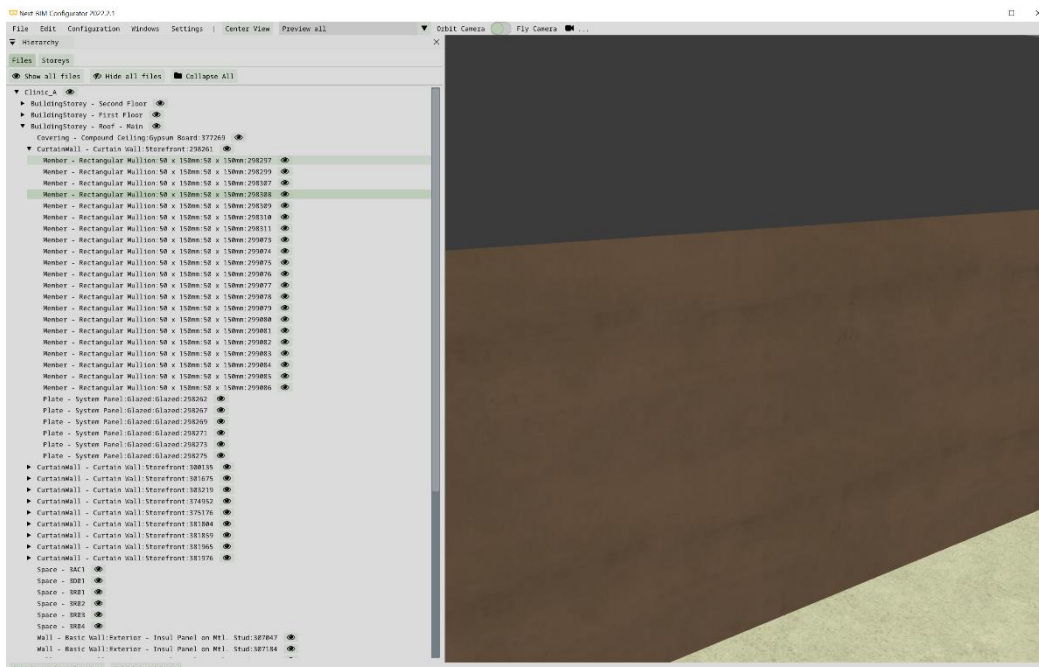 Next BIM Configurator 2022.2.1
File Edit Configuration Windows Settings | Center View Preview all Orbit Camera Fly Camera ...
Hierarchy
Files Storeys
Show all files Hide all files Collapse All
Clinic_A
BuildingStorey - Second Floor
BuildingStorey - First Floor
BuildingStorey - Roof - Main
Covering - Compound Ceiling:Gypsum Board:377269
CurtainWall - Curtain Wall:Storefront:298261
Member - Rectangular Mullion:50 x 150mm:50 x 150mm:298297
Member - Rectangular Mullion:50 x 150mm:50 x 150mm:298299
Member - Rectangular Mullion:50 x 150mm:50 x 150mm:298307
Member - Rectangular Mullion:50 x 150mm:50 x 150mm:298308
Member - Rectangular Mullion:50 x 150mm:50 x 150mm:298309
Member - Rectangular Mullion:50 x 150mm:50 x 150mm:298310
Member - Rectangular Mullion:50 x 150mm:50 x 150mm:298311
Member - Rectangular Mullion:50 x 150mm:50 x 150mm:299073
Member - Rectangular Mullion:50 x 150mm:50 x 150mm:299074
Member - Rectangular Mullion:50 x 150mm:50 x 150mm:299075
Member - Rectangular Mullion:50 x 150mm:50 x 150mm:299076
Member - Rectangular Mullion:50 x 150mm:50 x 150mm:299077
Member - Rectangular Mullion:50 x 150mm:50 x 150mm:299078
Member - Rectangular Mullion:50 x 150mm:50 x 150mm:299079
Member - Rectangular Mullion:50 x 150mm:50 x 150mm:299080
Member - Rectangular Mullion:50 x 150mm:50 x 150mm:299081
Member - Rectangular Mullion:50 x 150mm:50 x 150mm:299082
Member - Rectangular Mullion:50 x 150mm:50 x 150mm:299083
Member - Rectangular Mullion:50 x 150mm:50 x 150mm:299084
Member - Rectangular Mullion:50 x 150mm:50 x 150mm:299085
Member - Rectangular Mullion:50 x 150mm:50 x 150mm:299086
Plate - System Panel:Glazed:Glazed:298262
Plate - System Panel:Glazed:Glazed:298267
Plate - System Panel:Glazed:Glazed:298269
Plate - System Panel:Glazed:Glazed:298271
Plate - System Panel:Glazed:Glazed:298273
Plate - System Panel:Glazed:Glazed:298275
CurtainWall - Curtain Wall:Storefront:300135
CurtainWall - Curtain Wall:Storefront:301675
CurtainWall - Curtain Wall:Storefront:303219
CurtainWall - Curtain Wall:Storefront:374952
CurtainWall - Curtain Wall:Storefront:375176
CurtainWall - Curtain Wall:Storefront:381804
CurtainWall - Curtain Wall:Storefront:381859
CurtainWall - Curtain Wall:Storefront:381965
CurtainWall - Curtain Wall:Storefront:381976
Space - 3AC1
Space - 3D01
Space - 3R01
Space - 3R02
Space - 3R03
Space - 3R04
Wall - Basic Wall:Exterior - Insul Panel on Mtl. Stud:307047
Wall - Basic Wall:Exterior - Insul Panel on Mtl. Stud:307184